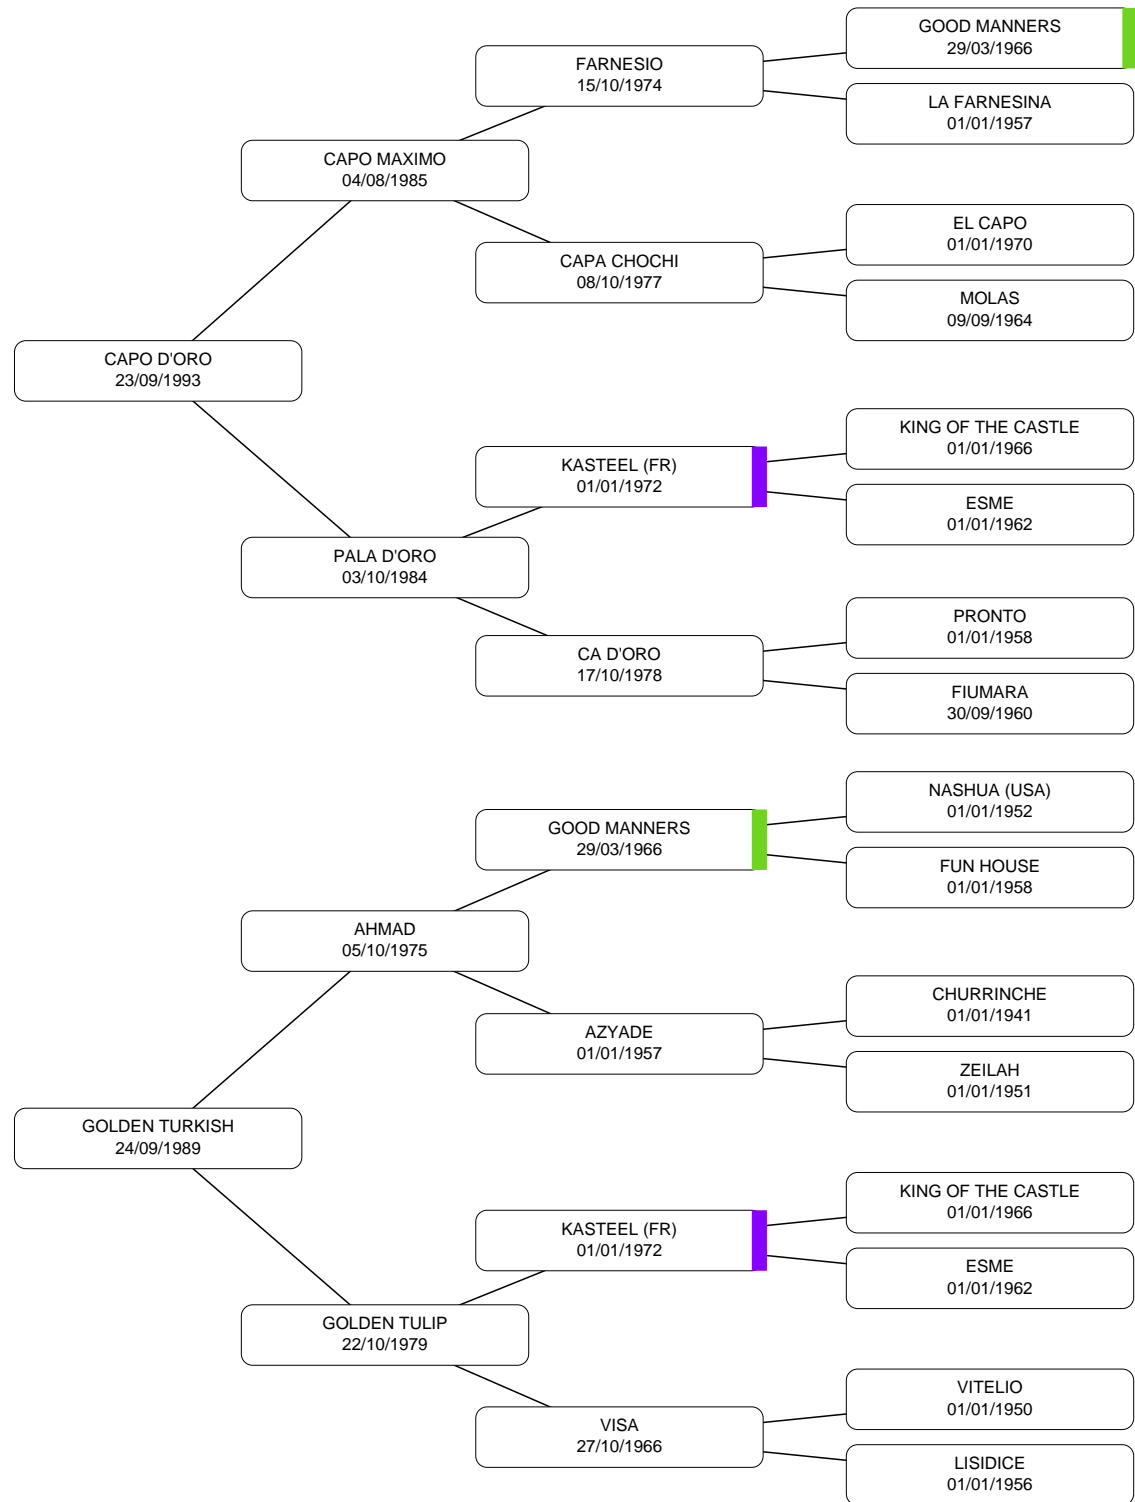 GOOD MANNERS
29/03/1966
FARNESIO
15/10/1974
LA FARNESINA
01/01/1957
CAPO MAXIMO
04/08/1985
EL CAPO
01/01/1970
CAPA CHOCHI
08/10/1977
MOLAS
09/09/1964
CAPO D'ORO
23/09/1993
KING OF THE CASTLE
01/01/1966
KASTEEL (FR)
01/01/1972
ESME
01/01/1962
PALA D'ORO
03/10/1984
PRONTO
01/01/1958
CA D'ORO
17/10/1978
FIUMARA
30/09/1960
NASHUA (USA)
01/01/1952
GOOD MANNERS
29/03/1966
FUN HOUSE
01/01/1958
AHMAD
05/10/1975
CHURRINCHE
01/01/1941
AZYADE
01/01/1957
ZEILAH
01/01/1951
GOLDEN TURKISH
24/09/1989
KING OF THE CASTLE
01/01/1966
KASTEEL (FR)
01/01/1972
ESME
01/01/1962
GOLDEN TULIP
22/10/1979
VITELIO
01/01/1950
VISA
27/10/1966
LISIDICE
01/01/1956